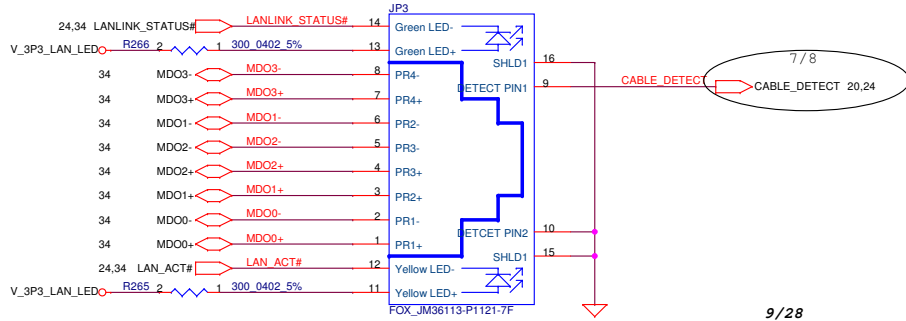 JP3
24,34 LANLINK_STATUS# LANLINK_STATUS# 14 Green LED-
V_3P3_LAN_LED R266 2 1 300_0402_5% 13 Green LED+
7/8
SHLD1 16
34 MDO3- MDO3- 8 PR4-
DETECT PIN1 9 CABLE_DETECT CABLE_DETECT 20,24
34 MDO3+ MDO3+ 7 PR4+
34 MDO1- MDO1- 6 PR2-
34 MDO2- MDO2- 5 PR3-
34 MDO2+ MDO2+ 4 PR3+
34 MDO1+ MDO1+ 3 PR2+
34 MDO0- MDO0- 2 PR1-
DETCET PIN2 10
34 MDO0+ MDO0+ 1 PR1+
SHLD1 15
24,34 LAN_ACT# LAN_ACT# 12 Yellow LED-
V_3P3_LAN_LED R265 2 1 300_0402_5% 11 Yellow LED+
FOX_JM36113-P1121-7F
9/28